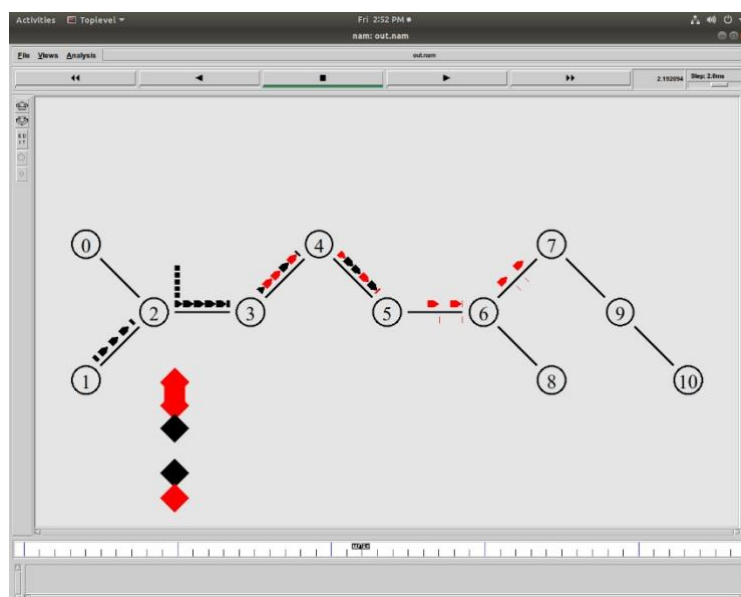 Activities Toplevel ▾ Fri 2:52 PM ●
nam: out.nam
File Views Analysis out.nam
2.192094 Step: 2.0ms
0
4
7
2
3
5
6
9
1
8
10